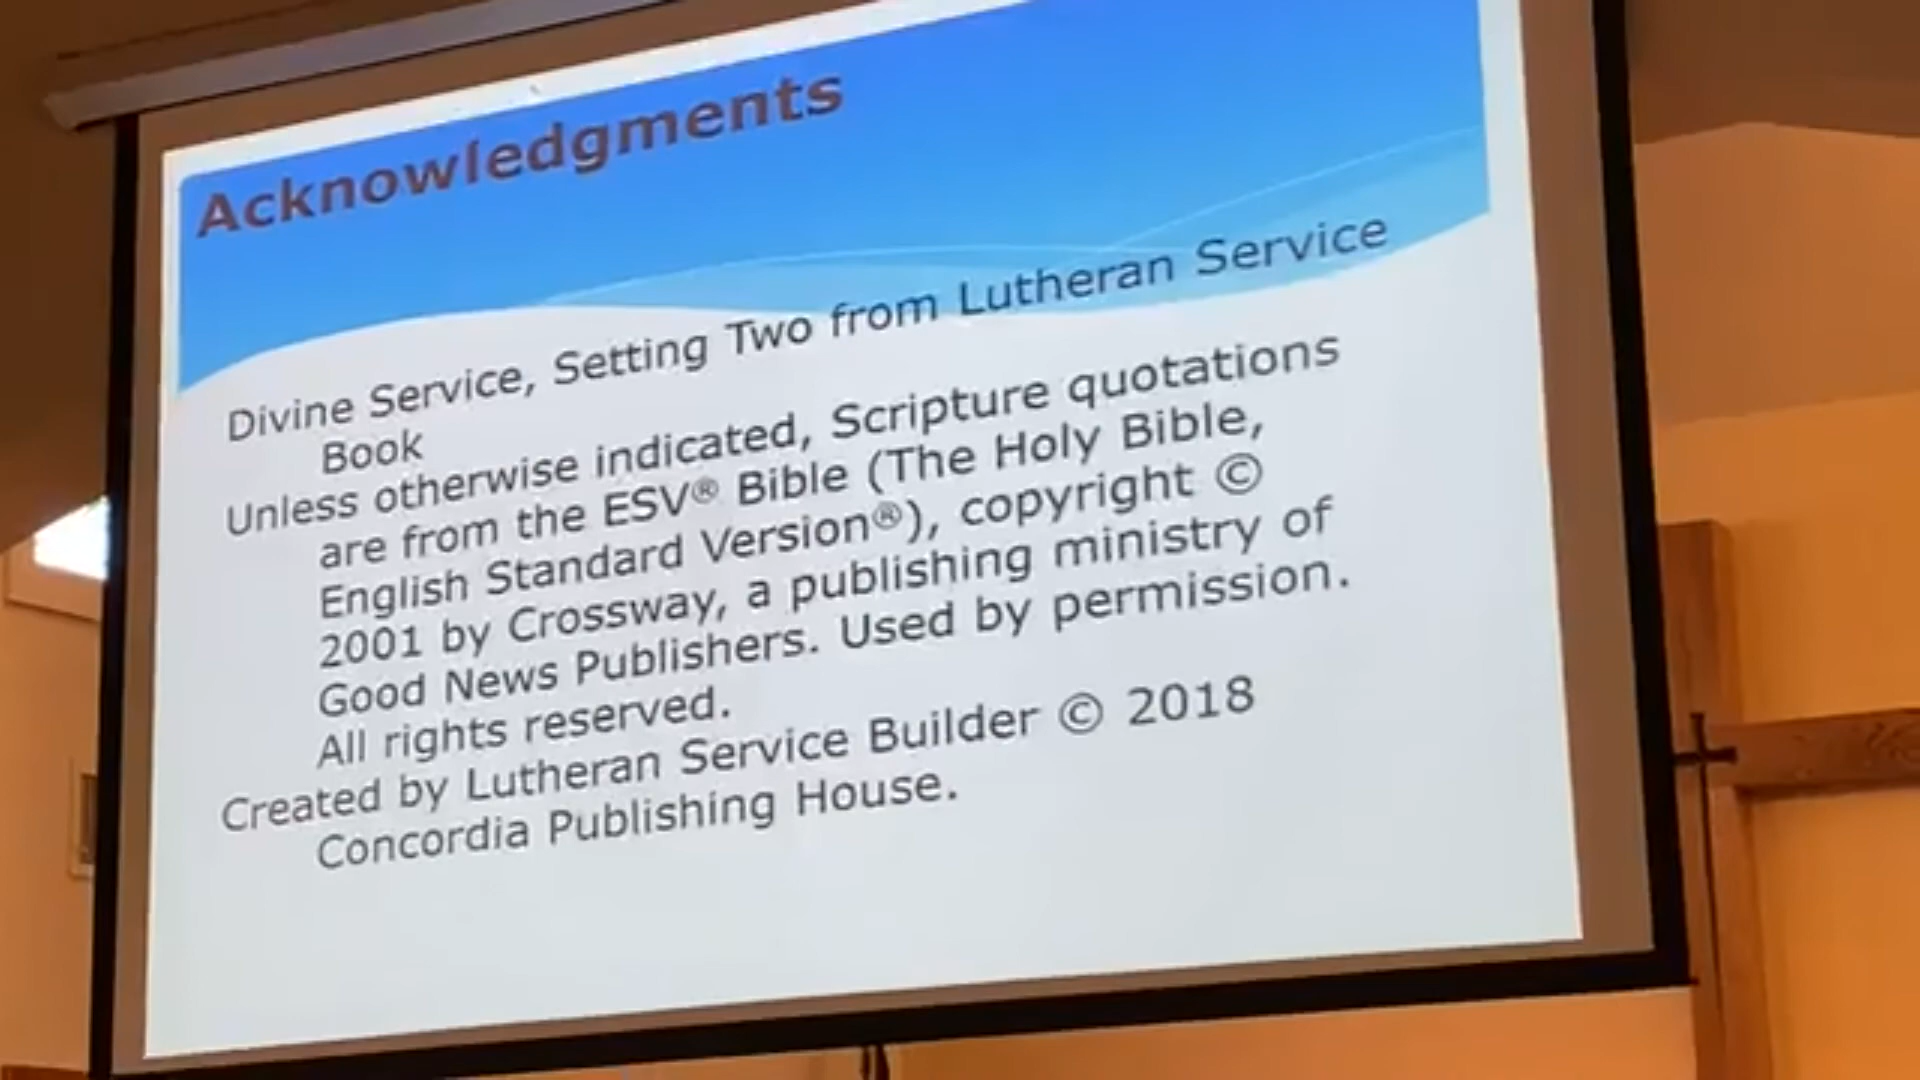 Acknowledgments
Divine Service, Setting Two from Lutheran Service
Book
Unless otherwise indicated, Scripture quotations
are from the ESV® Bible (The Holy Bible,
English Standard Version®), copyright ©
2001 by Crossway, a publishing ministry of
Good News Publishers. Used by permission.
All rights reserved.
Created by Lutheran Service Builder © 2018
Concordia Publishing House.